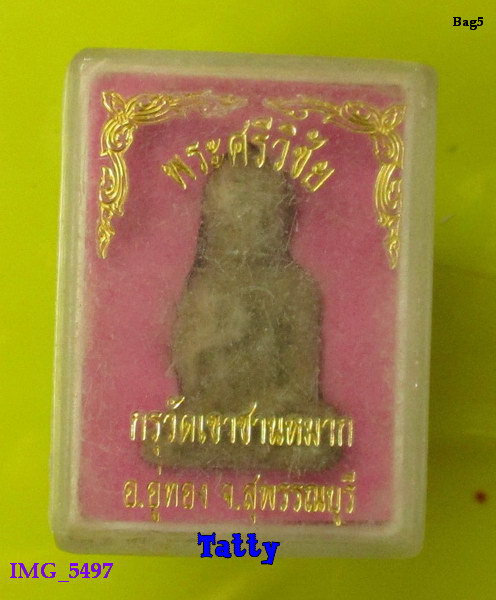 Bag5
พระศรีวิชัย
กรุวัดเขาชานหมาก
อ.อู่ทอง จ.สุพรรณบุรี
Tatty
IMG_5497